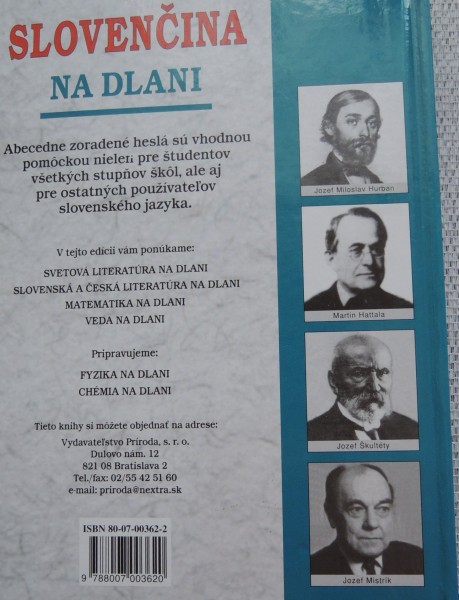 SLOVENČINA
NA DLANI
Abecedne zoradené heslá sú vhodnou
pomôckou nielen pre študentov
všetkých stupňov škôl, ale aj
pre ostatných používateľov
slovenského jazyka.
V tejto edícii vám ponúkame:
SVETOVÁ LITERATÚRA NA DLANI
SLOVENSKÁ A ČESKÁ LITERATÚRA NA DLANI
MATEMATIKA NA DLANI
VEDA NA DLANI
Pripravujeme:
FYZIKA NA DLANI
CHÉMIA NA DLANI
Tieto knihy si môžete objednať na adrese:
Vydavateľstvo Príroda, s. r. o.
Dulovo nám. 12
821 08 Bratislava 2
Tel./fax: 02/55 42 51 60
e-mail: priroda@nextra.sk
ISBN 80-07-00362-2
9 788007 003620
Jozef Miloslav Hurban
Martin Hattala
Jozef Škultéty
Jozef Mistrík